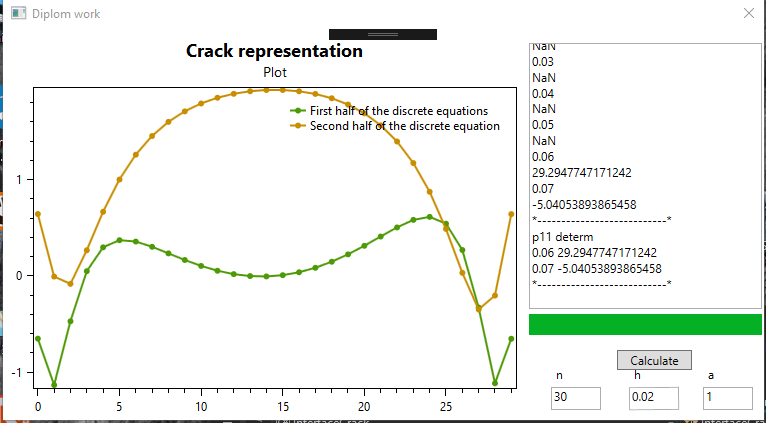 Diplom work
Crack representation
Plot
First half of the discrete equations
Second half of the discrete equation
1
0
-1
0
5
10
15
20
25
NaN
0.03
NaN
0.04
NaN
0.05
NaN
0.06
29.2947747171242
0.07
-5.04053893865458
*---------------------------*
p11 determ
0.06 29.2947747171242
0.07 -5.04053893865458
*---------------------------*
Calculate
n h a
30 0.02 1